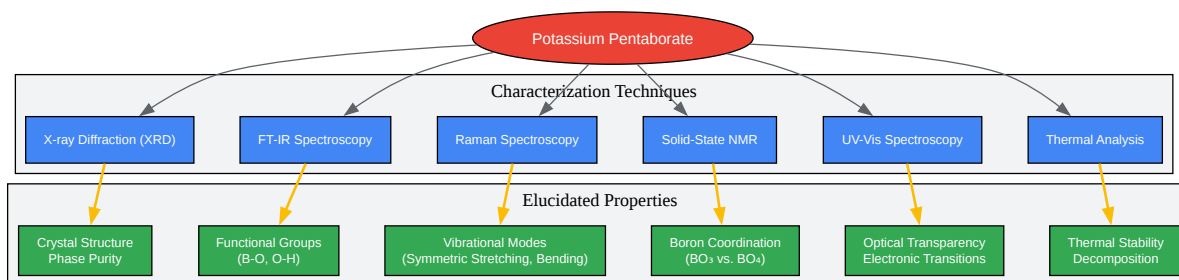 Potassium Pentaborate
Characterization Techniques
X-ray Diffraction (XRD)
FT-IR Spectroscopy
Raman Spectroscopy
Solid-State NMR
UV-Vis Spectroscopy
Thermal Analysis
Elucidated Properties
Crystal Structure
Phase Purity
Functional Groups
(B-O, O-H)
Vibrational Modes
(Symmetric Stretching, Bending)
Boron Coordination
(BO₃ vs. BO₄)
Optical Transparency
Electronic Transitions
Thermal Stability
Decomposition